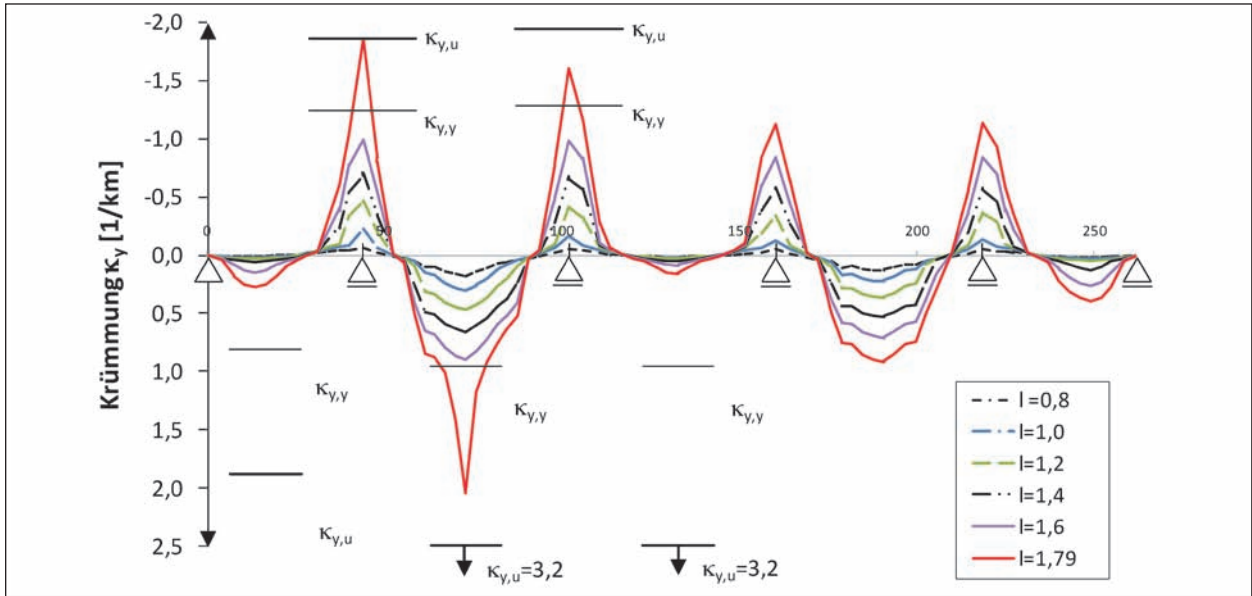 -2,0
-1,5
-1,0
-0,5
0,0
0,5
1,0
1,5
2,0
2,5
Krümmung κy [1/km]
0 50 100 150 200 250
κy,u κy,u
κy,y κy,y
κy,y κy,y κy,y
κy,u
κy,u=3,2 κy,u=3,2
l =0,8
l=1,0
l=1,2
l=1,4
l=1,6
l=1,79